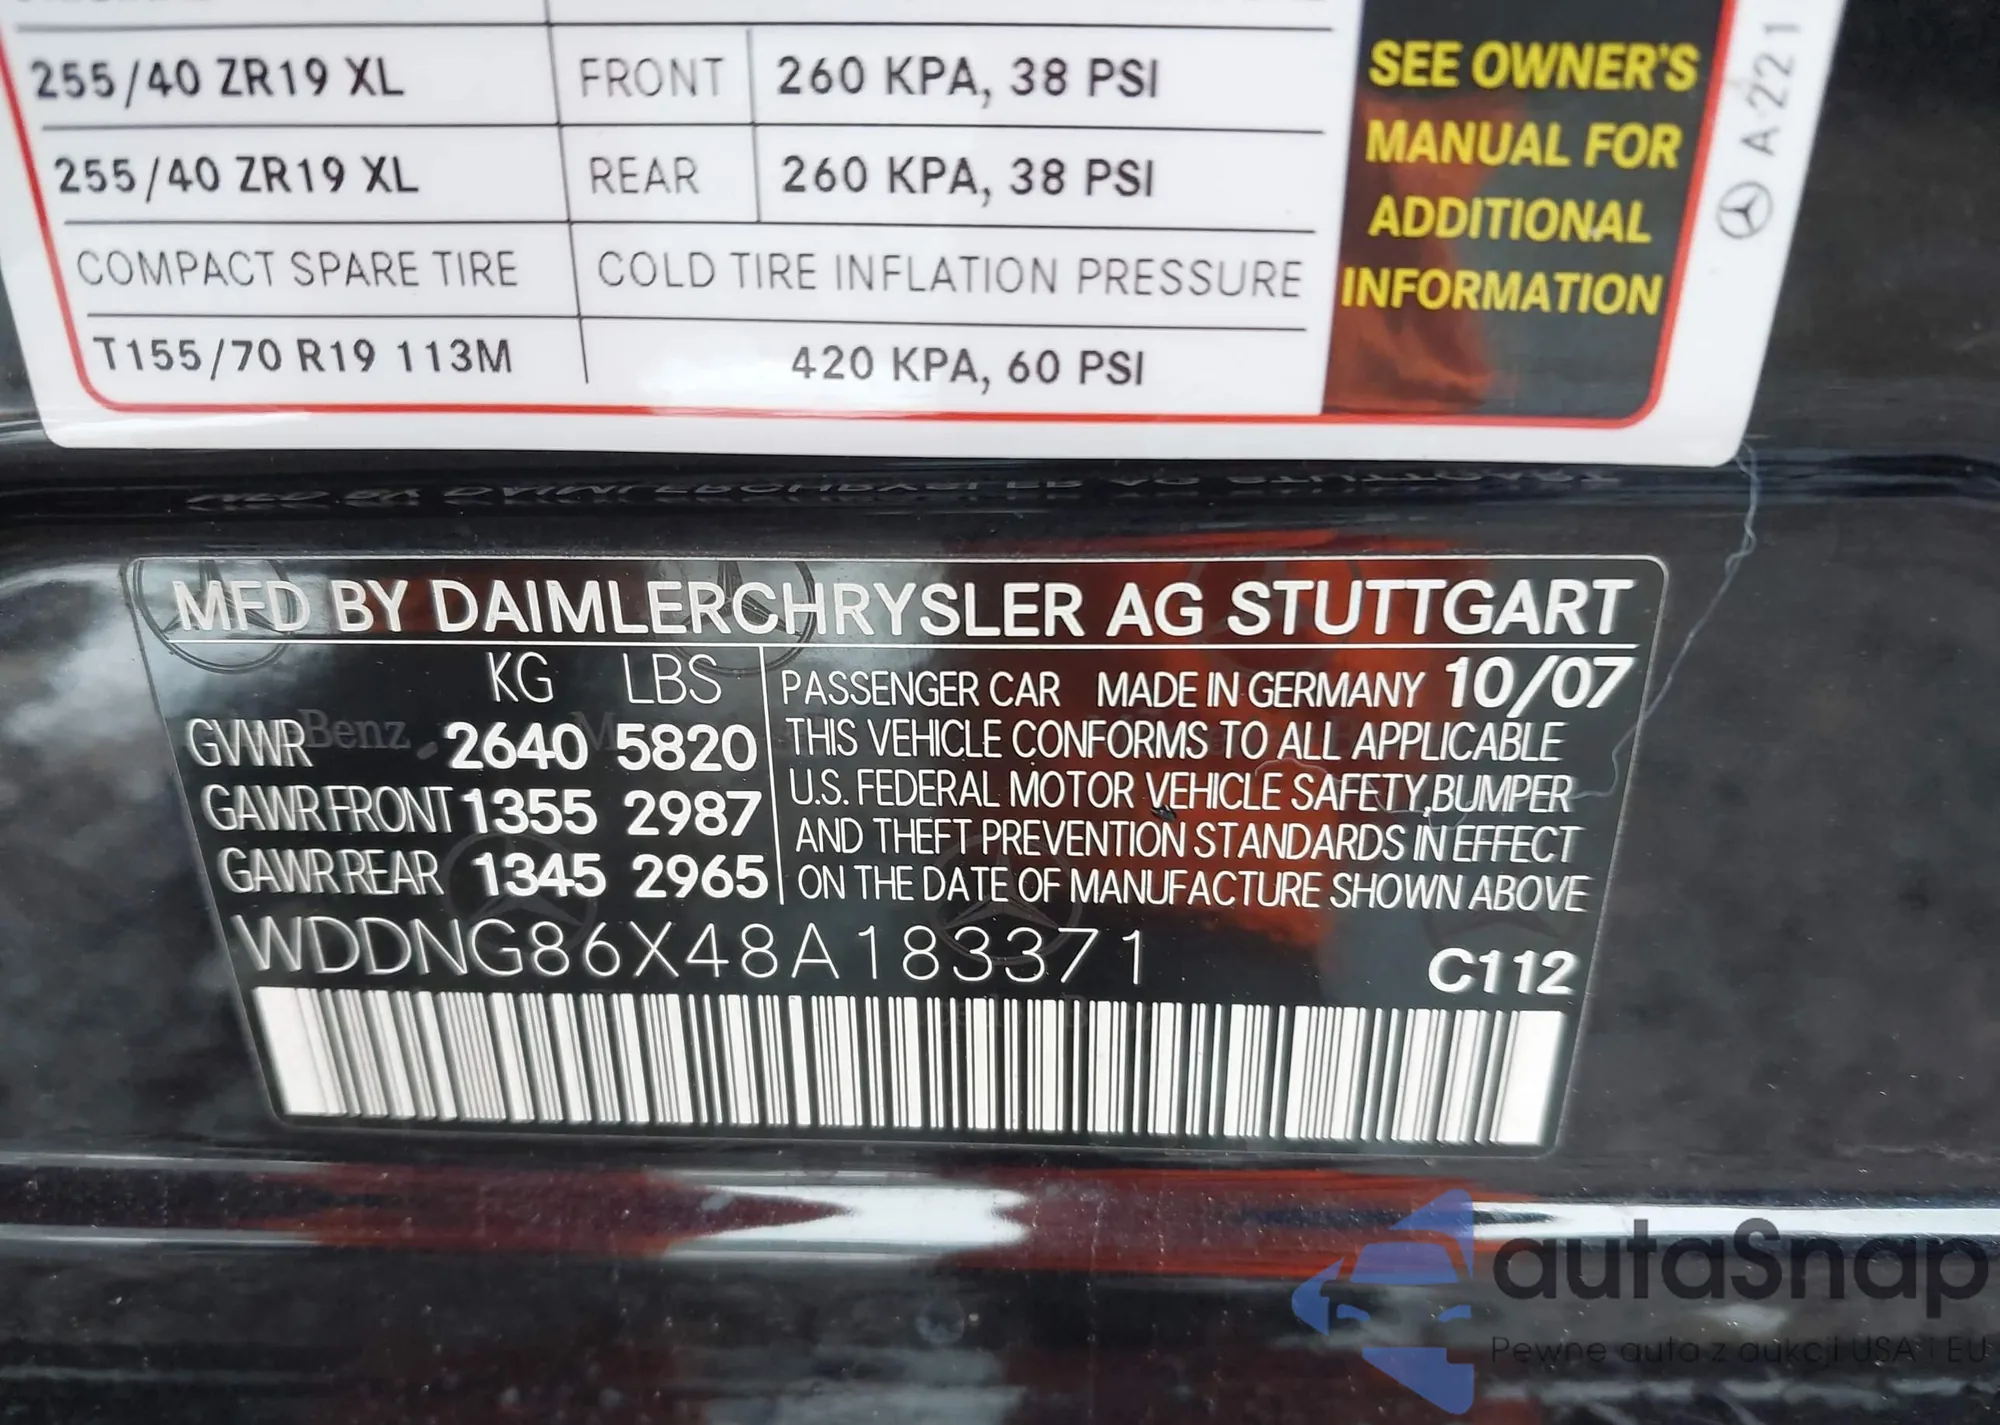 255/40 ZR19 XL FRONT 260 KPA, 38 PSI
255/40 ZR19 XL REAR 260 KPA, 38 PSI
COMPACT SPARE TIRE COLD TIRE INFLATION PRESSURE
T155/70 R19 113M 420 KPA, 60 PSI
SEE OWNER'S
MANUAL FOR
ADDITIONAL
INFORMATION
A 221
MFD BY DAIMLERCHRYSLER AG STUTTGART
KG LBS
GVWR 2640 5820
GAWR FRONT 1355 2987
GAWR REAR 1345 2965
PASSENGER CAR MADE IN GERMANY 10/07
THIS VEHICLE CONFORMS TO ALL APPLICABLE
U.S. FEDERAL MOTOR VEHICLE SAFETY, BUMPER
AND THEFT PREVENTION STANDARDS IN EFFECT
ON THE DATE OF MANUFACTURE SHOWN ABOVE
WDDNG86X48A183371
C112
autaSnap
Pewne auta z aukcji USA i EU